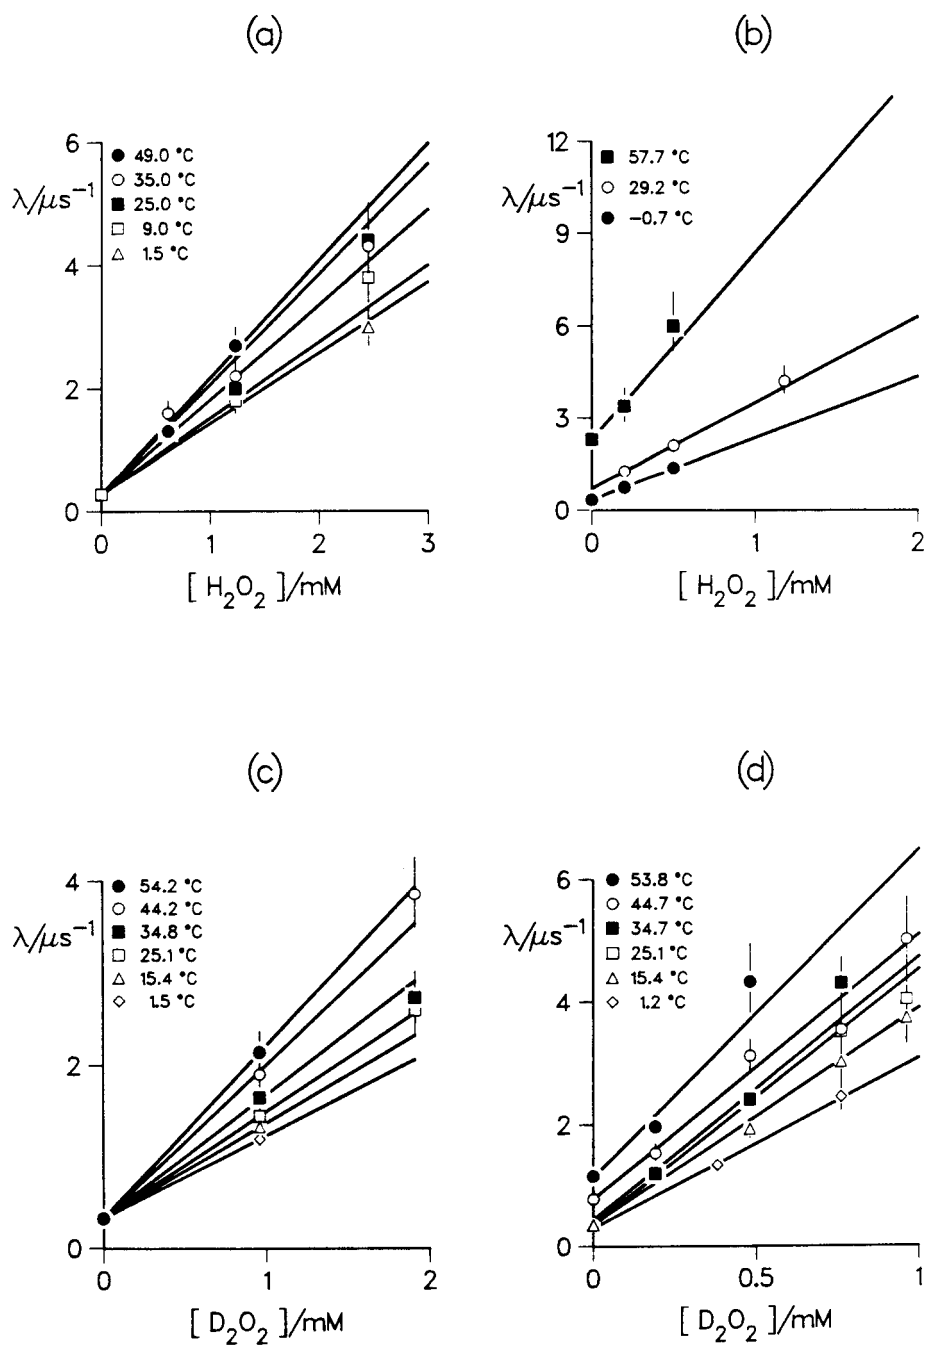 (a)
6
4
2
0
λ/μs⁻¹
● 49.0 °C
○ 35.0 °C
■ 25.0 °C
□ 9.0 °C
△ 1.5 °C
0 1 2 3
[ H₂O₂ ]/mM
(b)
12
9
6
3
0
λ/μs⁻¹
■ 57.7 °C
○ 29.2 °C
● −0.7 °C
0 1 2
[ H₂O₂ ]/mM
(c)
4
2
0
λ/μs⁻¹
● 54.2 °C
○ 44.2 °C
■ 34.8 °C
□ 25.1 °C
△ 15.4 °C
◇ 1.5 °C
0 1 2
[ D₂O₂ ]/mM
(d)
6
4
2
0
λ/μs⁻¹
● 53.8 °C
○ 44.7 °C
■ 34.7 °C
□ 25.1 °C
△ 15.4 °C
◇ 1.2 °C
0 0.5 1
[ D₂O₂ ]/mM